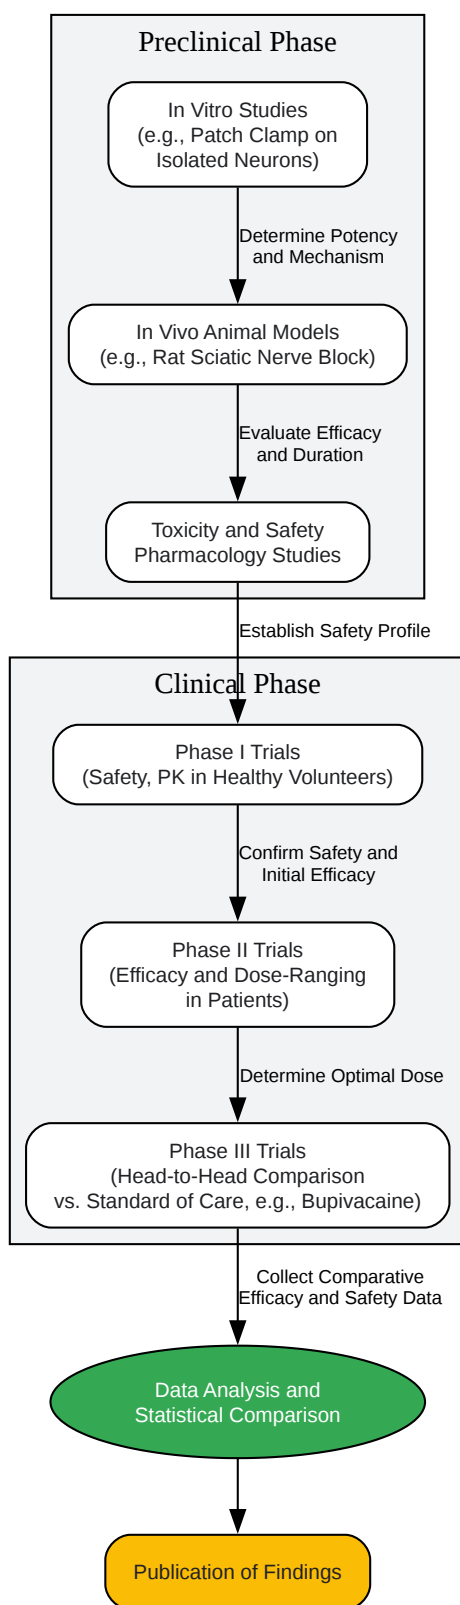 Preclinical Phase
In Vitro Studies
(e.g., Patch Clamp on
Isolated Neurons)
Determine Potency
and Mechanism
In Vivo Animal Models
(e.g., Rat Sciatic Nerve Block)
Evaluate Efficacy
and Duration
Toxicity and Safety
Pharmacology Studies
Establish Safety Profile
Clinical Phase
Phase I Trials
(Safety, PK in Healthy Volunteers)
Confirm Safety and
Initial Efficacy
Phase II Trials
(Efficacy and Dose-Ranging
in Patients)
Determine Optimal Dose
Phase III Trials
(Head-to-Head Comparison
vs. Standard of Care, e.g., Bupivacaine)
Collect Comparative
Efficacy and Safety Data
Data Analysis and
Statistical Comparison
Publication of Findings